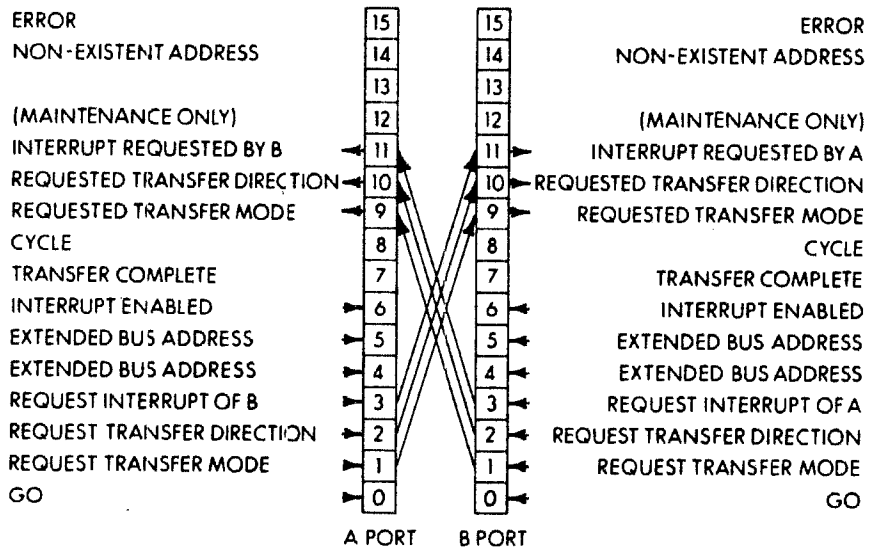 ERROR 15 15 ERROR
NON-EXISTENT ADDRESS 14 14 NON-EXISTENT ADDRESS
13 13
(MAINTENANCE ONLY) 12 12 (MAINTENANCE ONLY)
INTERRUPT REQUESTED BY B 11 11 INTERRUPT REQUESTED BY A
REQUESTED TRANSFER DIRECTION 10 10 REQUESTED TRANSFER DIRECTION
REQUESTED TRANSFER MODE 9 9 REQUESTED TRANSFER MODE
CYCLE 8 8 CYCLE
TRANSFER COMPLETE 7 7 TRANSFER COMPLETE
INTERRUPT ENABLED 6 6 INTERRUPT ENABLED
EXTENDED BUS ADDRESS 5 5 EXTENDED BUS ADDRESS
EXTENDED BUS ADDRESS 4 4 EXTENDED BUS ADDRESS
REQUEST INTERRUPT OF B 3 3 REQUEST INTERRUPT OF A
REQUEST TRANSFER DIRECTION 2 2 REQUEST TRANSFER DIRECTION
REQUEST TRANSFER MODE 1 1 REQUEST TRANSFER MODE
GO 0 0 GO
A PORT B PORT